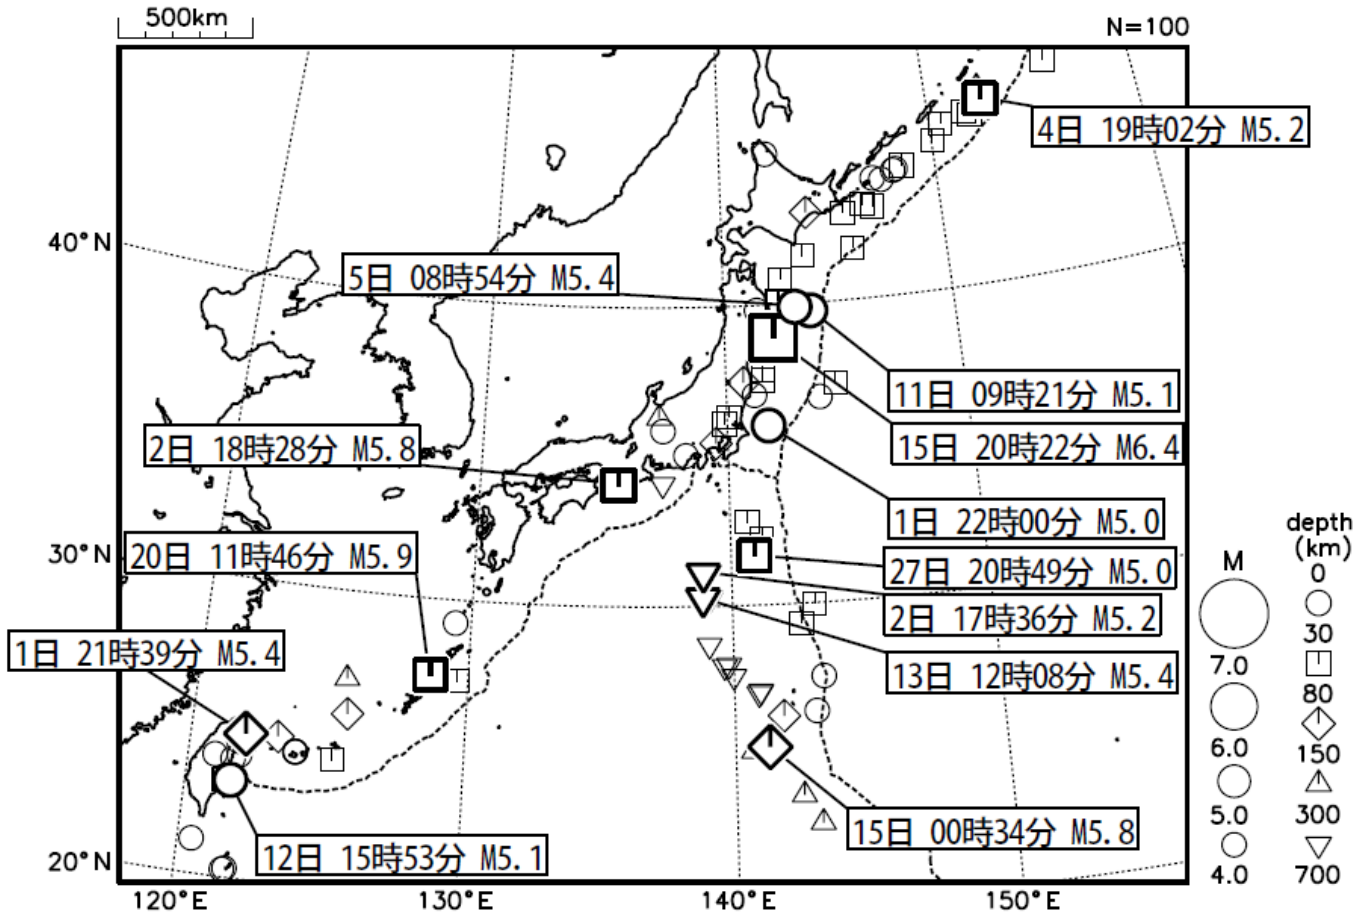 500km
N=100
4日 19時02分 M5.2
40°N
5日 08時54分 M5.4
11日 09時21分 M5.1
2日 18時28分 M5.8
15日 20時22分 M6.4
1日 22時00分 M5.0
30°N
20日 11時46分 M5.9
27日 20時49分 M5.0
2日 17時36分 M5.2
1日 21時39分 M5.4
13日 12時08分 M5.4
15日 00時34分 M5.8
12日 15時53分 M5.1
20°N
120°E
130°E
140°E
150°E
M
7.0
6.0
5.0
4.0
depth
(km)
0
30
80
150
300
700